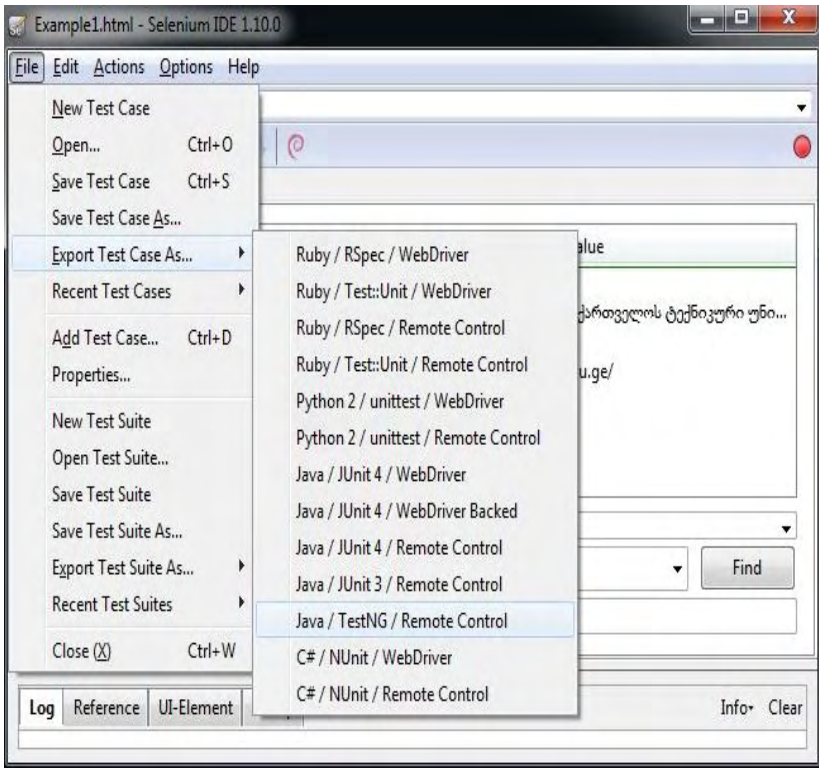 Example1.html - Selenium IDE 1.10.0
File Edit Actions Options Help
New Test Case
Open... Ctrl+O
Save Test Case Ctrl+S
Save Test Case As...
Export Test Case As...
Recent Test Cases
Add Test Case... Ctrl+D
Properties...
New Test Suite
Open Test Suite...
Save Test Suite
Save Test Suite As...
Export Test Suite As...
Recent Test Suites
Close (X) Ctrl+W
Ruby / RSpec / WebDriver
Ruby / Test::Unit / WebDriver
Ruby / RSpec / Remote Control
Ruby / Test::Unit / Remote Control
Python 2 / unittest / WebDriver
Python 2 / unittest / Remote Control
Java / JUnit 4 / WebDriver
Java / JUnit 4 / WebDriver Backed
Java / JUnit 4 / Remote Control
Java / JUnit 3 / Remote Control
Java / TestNG / Remote Control
C# / NUnit / WebDriver
C# / NUnit / Remote Control
alue
ქართველოს ტექნიკური უნი...
u.ge/
Find
Log Reference UI-Element
Info Clear